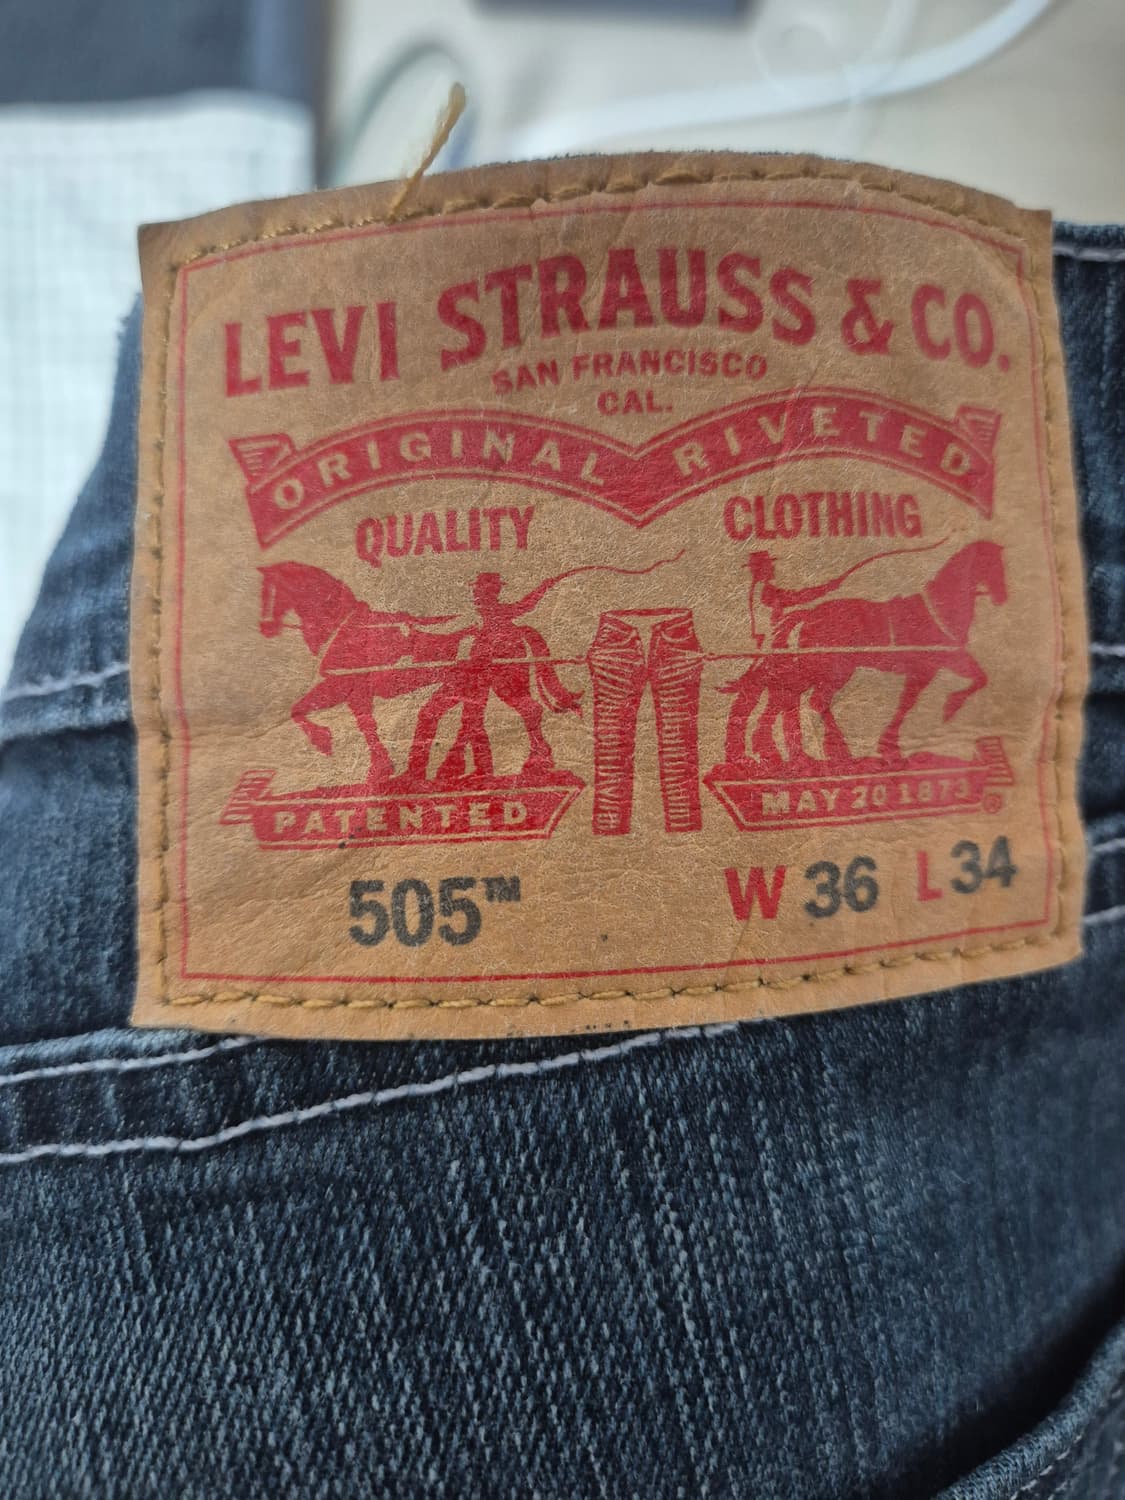 LEVI STRAUSS & CO.
SAN FRANCISCO
CAL.
ORIGINAL RIVETED
QUALITY CLOTHING
PATENTED MAY 20 1873 ®
505™ W 36 L 34